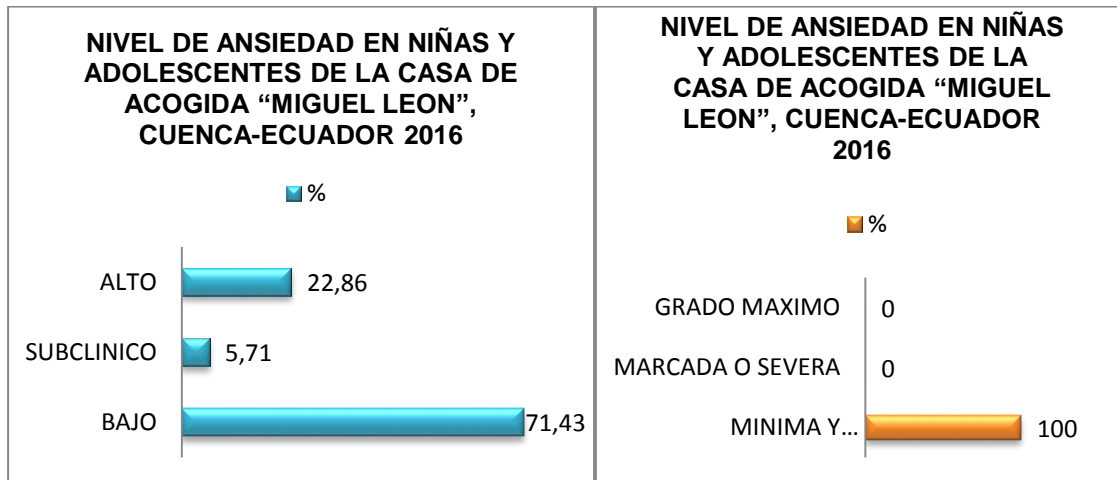 NIVEL DE ANSIEDAD EN NIÑAS Y
ADOLESCENTES DE LA CASA DE
ACOGIDA “MIGUEL LEON”,
CUENCA-ECUADOR 2016
%
ALTO
22,86
SUBCLINICO
5,71
BAJO
71,43
NIVEL DE ANSIEDAD EN NIÑAS
Y ADOLESCENTES DE LA
CASA DE ACOGIDA “MIGUEL
LEON”, CUENCA-ECUADOR
2016
%
GRADO MAXIMO
0
MARCADA O SEVERA
0
MINIMA Y...
100